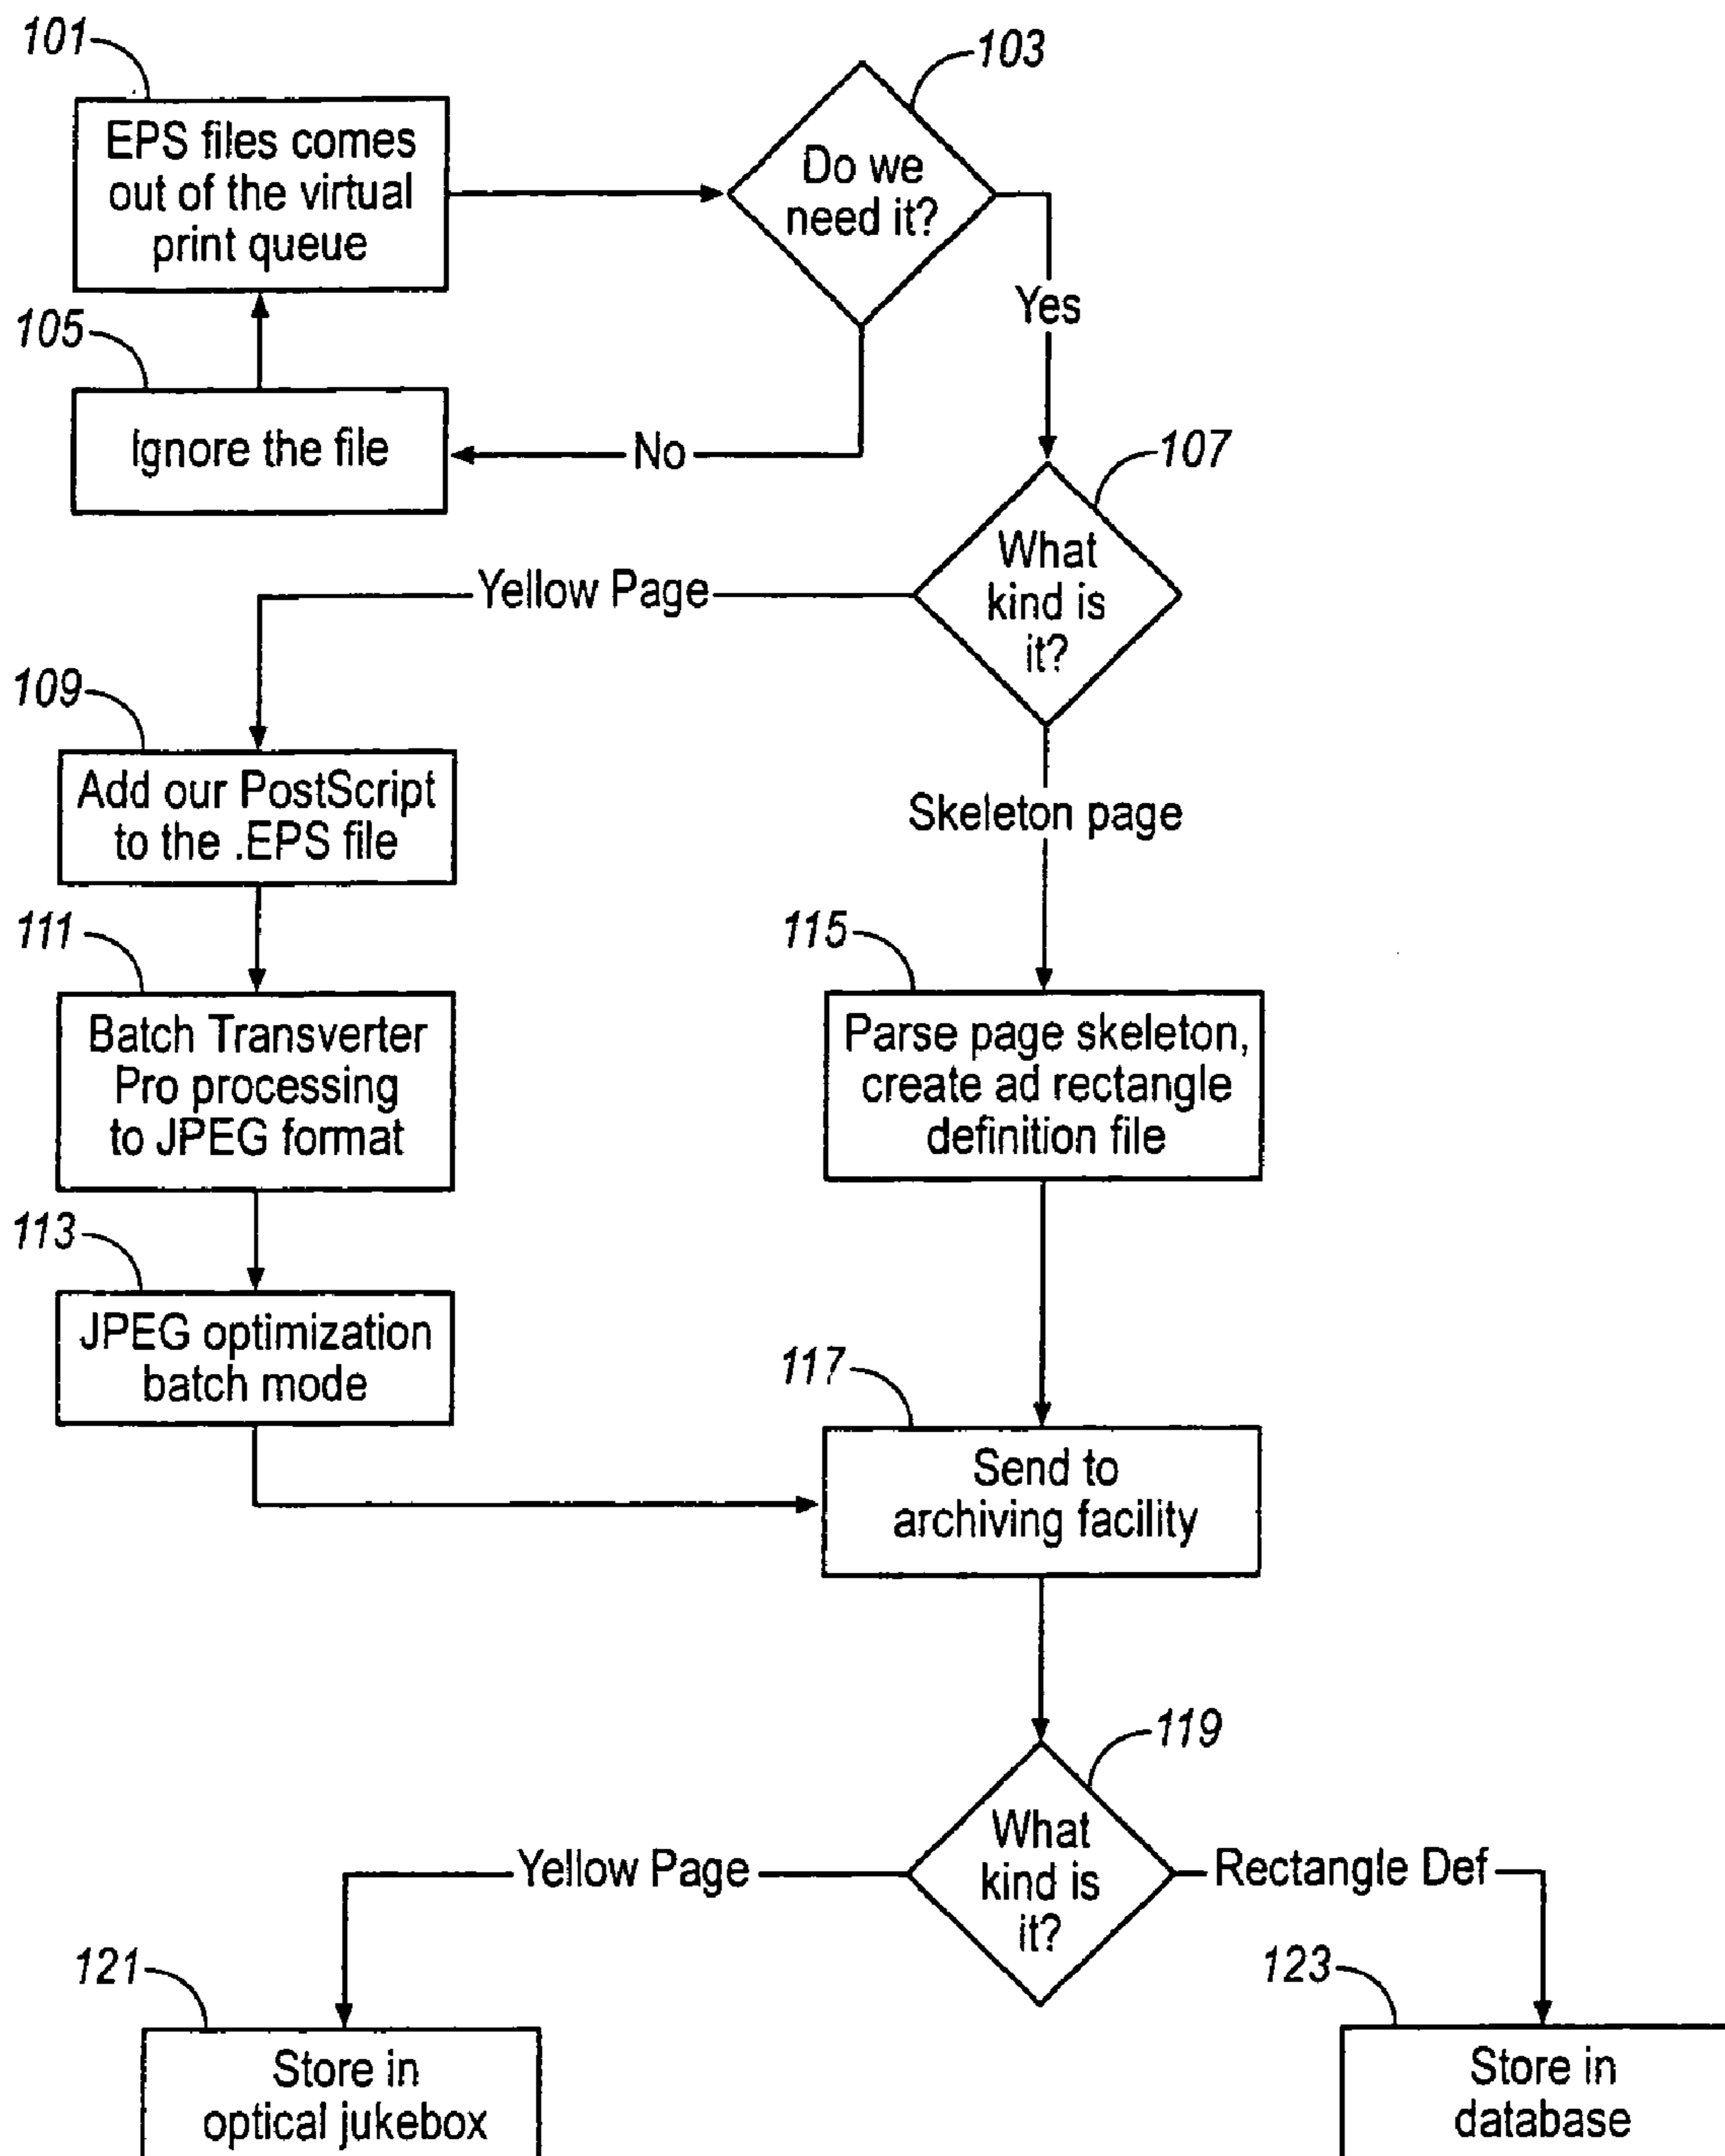 101
EPS files comes
out of the virtual
print queue
103
Do we
need it?
Yes
105
Ignore the file
No
107
What
kind is
it?
Yellow Page
109
Add our PostScript
to the .EPS file
Skeleton page
111
Batch Transverter
Pro processing
to JPEG format
115
Parse page skeleton,
create ad rectangle
definition file
113
JPEG optimization
batch mode
117
Send to
archiving facility
119
What
kind is
it?
Yellow Page
Rectangle Def
121
Store in
optical jukebox
123
Store in
database